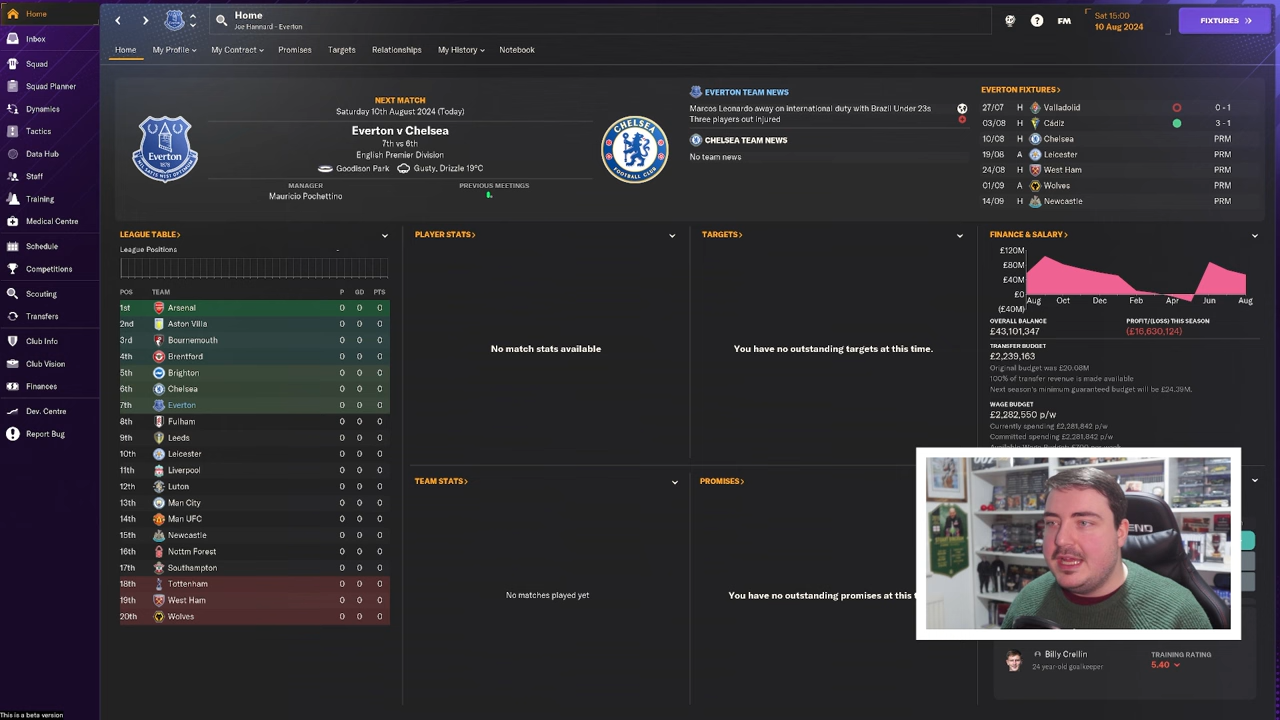 Home
Inbox
Squad
Squad Planner
Dynamics
Tactics
Data Hub
Staff
Training
Medical Centre
Schedule
Competitions
Scouting
Transfers
Club Info
Club Vision
Finances
Dev. Centre
Report Bug
This is a beta version
Home
Joe Hannard - Everton
?
FM
Sat 15:00
10 Aug 2024
FIXTURES
Home
My Profile
My Contract
Promises
Targets
Relationships
My History
Notebook
NEXT MATCH
Saturday 10th August 2024 (Today)
Everton v Chelsea
7th vs 6th
English Premier Division
Goodison Park Gusty, Drizzle 19°C
MANAGER
Mauricio Pochettino
PREVIOUS MEETINGS
Everton
CHELSEA
FOOTBALL CLUB
EVERTON TEAM NEWS
Marcos Leonardo away on international duty with Brazil Under 23s
Three players out injured
CHELSEA TEAM NEWS
No team news
EVERTON FIXTURES
27/07 H Valladolid 0 - 1
03/08 H Cádiz 3 - 1
10/08 H Chelsea PRM
19/08 A Leicester PRM
24/08 H West Ham PRM
01/09 A Wolves PRM
14/09 H Newcastle PRM
LEAGUE TABLE
League Positions -
POS TEAM P GD PTS
1st Arsenal 0 0 0
2nd Aston Villa 0 0 0
3rd Bournemouth 0 0 0
4th Brentford 0 0 0
5th Brighton 0 0 0
6th Chelsea 0 0 0
7th Everton 0 0 0
8th Fulham 0 0 0
9th Leeds 0 0 0
10th Leicester 0 0 0
11th Liverpool 0 0 0
12th Luton 0 0 0
13th Man City 0 0 0
14th Man UFC 0 0 0
15th Newcastle 0 0 0
16th Nottm Forest 0 0 0
17th Southampton 0 0 0
18th Tottenham 0 0 0
19th West Ham 0 0 0
20th Wolves 0 0 0
PLAYER STATS
No match stats available
TARGETS
You have no outstanding targets at this time.
TEAM STATS
No matches played yet
PROMISES
You have no outstanding promises at this t
FINANCE & SALARY
£120M
£80M
£40M
£0
(£40M)
Aug Oct Dec Feb Apr Jun Aug
OVERALL BALANCE
£43,101,347
PROFIT/(LOSS) THIS SEASON
(£16,630,124)
TRANSFER BUDGET
£2,239,163
Original budget was £20.08M
100% of transfer revenue is made available
Next season's minimum guaranteed budget will be £24.39M.
WAGE BUDGET
£2,282,550 p/w
Currently spending £2,281,842 p/w
Committed spending £2,281,842 p/w
Billy Crellin
24 year-old goalkeeper
TRAINING RATING
5.40